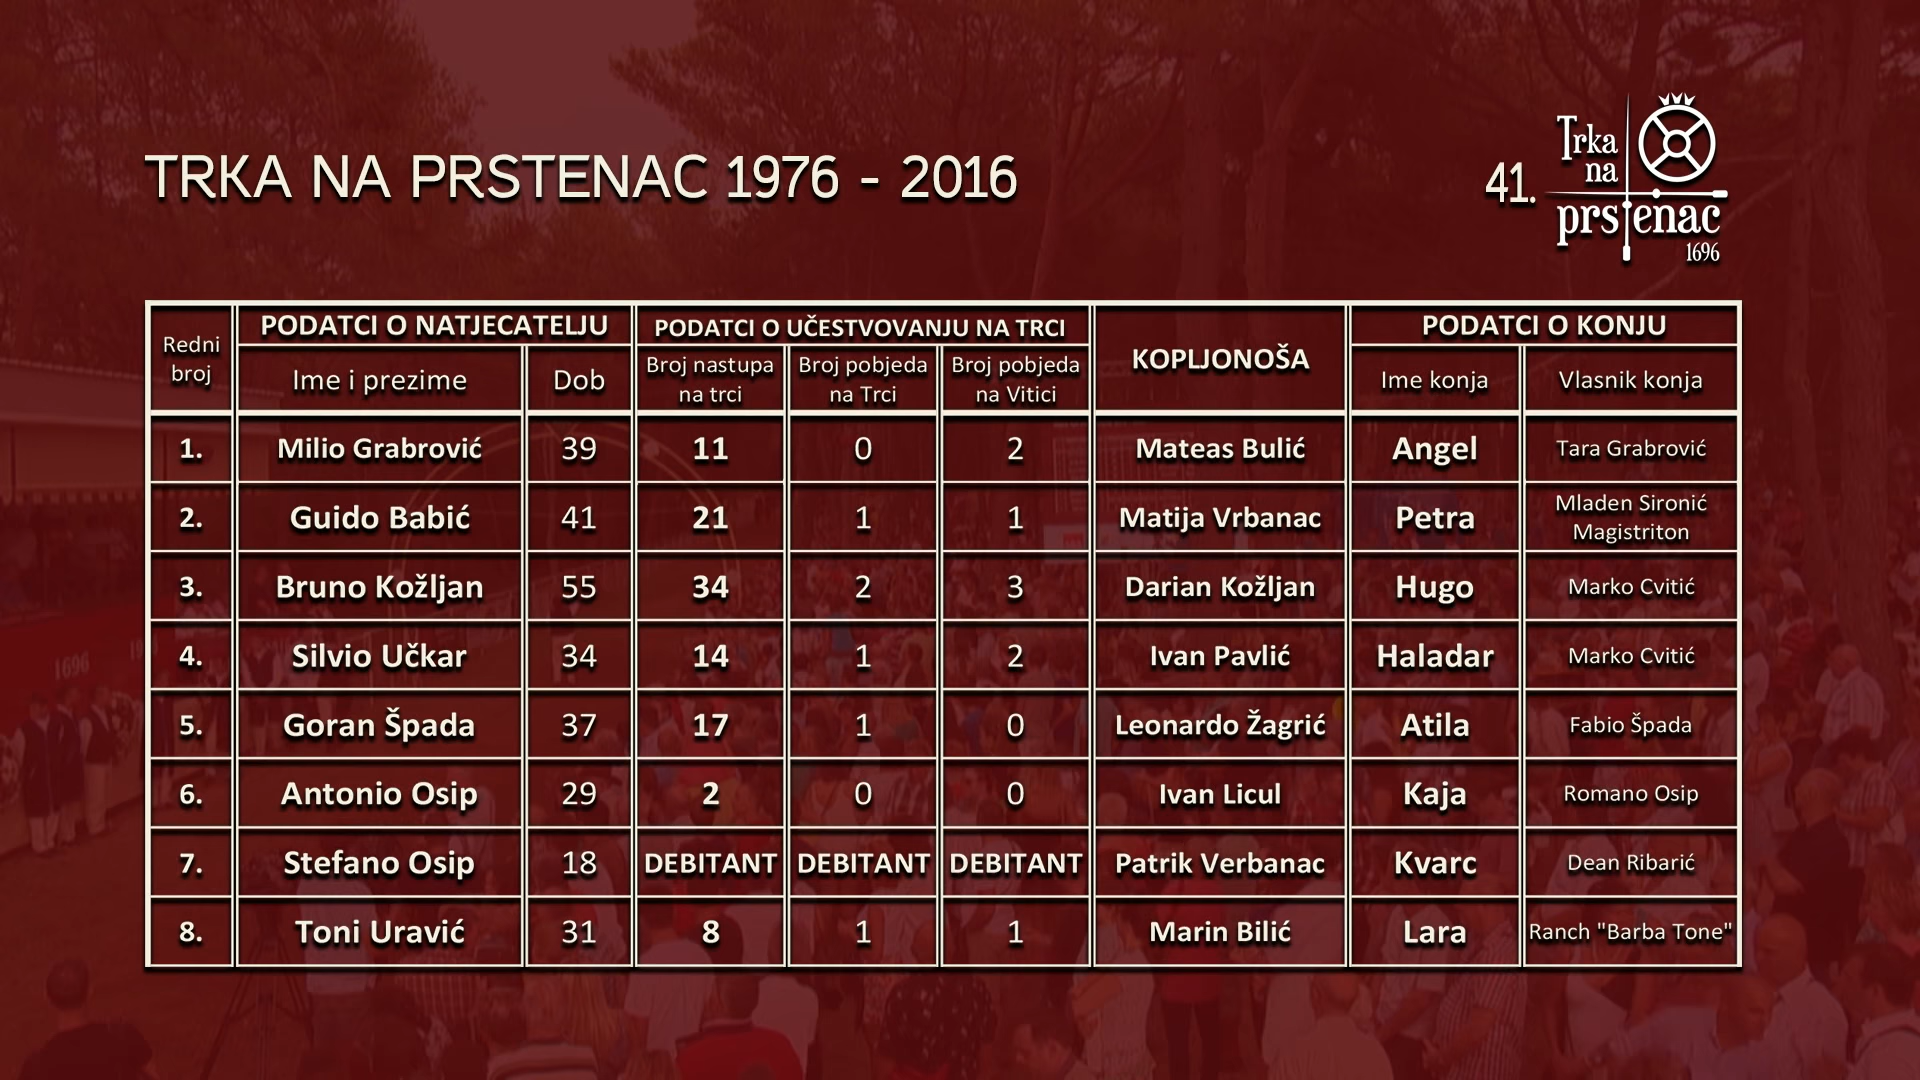 TRKA NA PRSTENAC 1976 - 2016
41.
Trka
na
prstenac
1696
Redni
broj
PODATCI O NATJECATELJU
PODATCI O UČESTVOVANJU NA TRCI
KOPLJONOŠA
PODATCI O KONJU
Ime i prezime
Dob
Broj nastupa
na trci
Broj pobjeda
na Trci
Broj pobjeda
na Vitici
Ime konja
Vlasnik konja
1. Milio Grabrović 39 11 0 2 Mateas Bulić Angel Tara Grabrović
2. Guido Babić 41 21 1 1 Matija Vrbanac Petra Mladen Sironić
Magistriton
3. Bruno Kožljan 55 34 2 3 Darian Kožljan Hugo Marko Cvitić
4. Silvio Učkar 34 14 1 2 Ivan Pavlić Haladar Marko Cvitić
5. Goran Špada 37 17 1 0 Leonardo Žagrić Atila Fabio Špada
6. Antonio Osip 29 2 0 0 Ivan Licul Kaja Romano Osip
7. Stefano Osip 18 DEBITANT DEBITANT DEBITANT Patrik Verbanac Kvarc Dean Ribarić
8. Toni Uravić 31 8 1 1 Marin Bilić Lara Ranch "Barba Tone"
1696